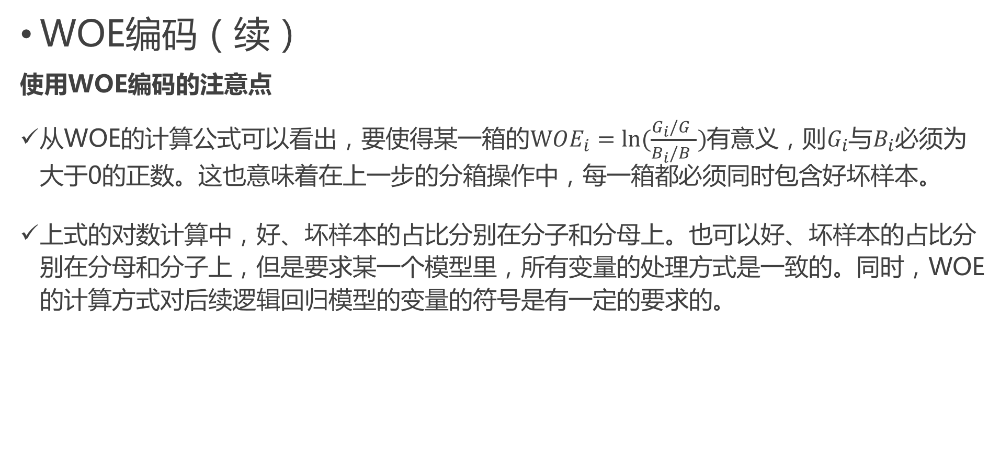 • WOE编码（续）
使用WOE编码的注意点
✓从WOE的计算公式可以看出，要使得某一箱的$WOE_i = \ln(\frac{G_i/G}{B_i/B})$有意义，则$G_i$与$B_i$必须为
大于0的正数。这也意味着在上一步的分箱操作中，每一箱都必须同时包含好坏样本。
✓上式的对数计算中，好、坏样本的占比分别在分子和分母上。也可以好、坏样本的占比分
别在分母和分子上，但是要求某一个模型里，所有变量的处理方式是一致的。同时，WOE
的计算方式对后续逻辑回归模型的变量的符号是有一定的要求的。